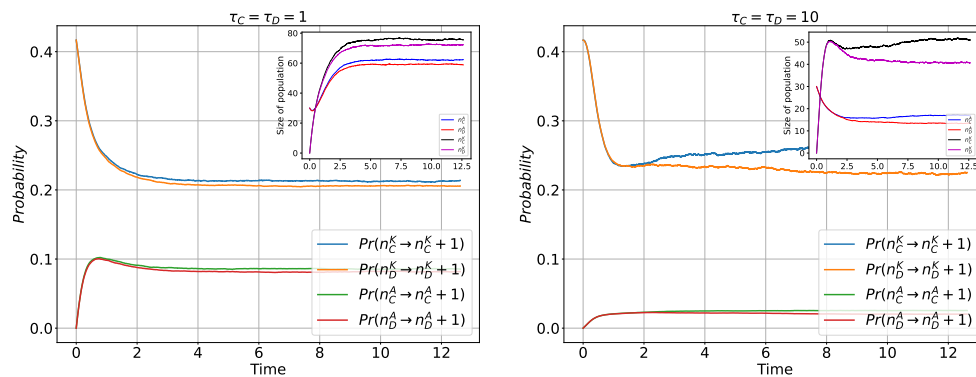 τ_C = τ_D = 1
Probability
0.4
0.3
0.2
0.1
0.0
0 2 4 6 8 10 12
Time
Size of population
80
60
40
20
0
0.0 2.5 5.0 7.5 10.0 12.5
Pr(n_C^K → n_C^K + 1)
Pr(n_D^K → n_D^K + 1)
Pr(n_C^A → n_C^A + 1)
Pr(n_D^A → n_D^A + 1)
τ_C = τ_D = 10
Probability
0.4
0.3
0.2
0.1
0.0
0 2 4 6 8 10 12
Time
Size of population
50
40
30
20
10
0
0.0 2.5 5.0 7.5 10.0 12.5
Pr(n_C^K → n_C^K + 1)
Pr(n_D^K → n_D^K + 1)
Pr(n_C^A → n_C^A + 1)
Pr(n_D^A → n_D^A + 1)